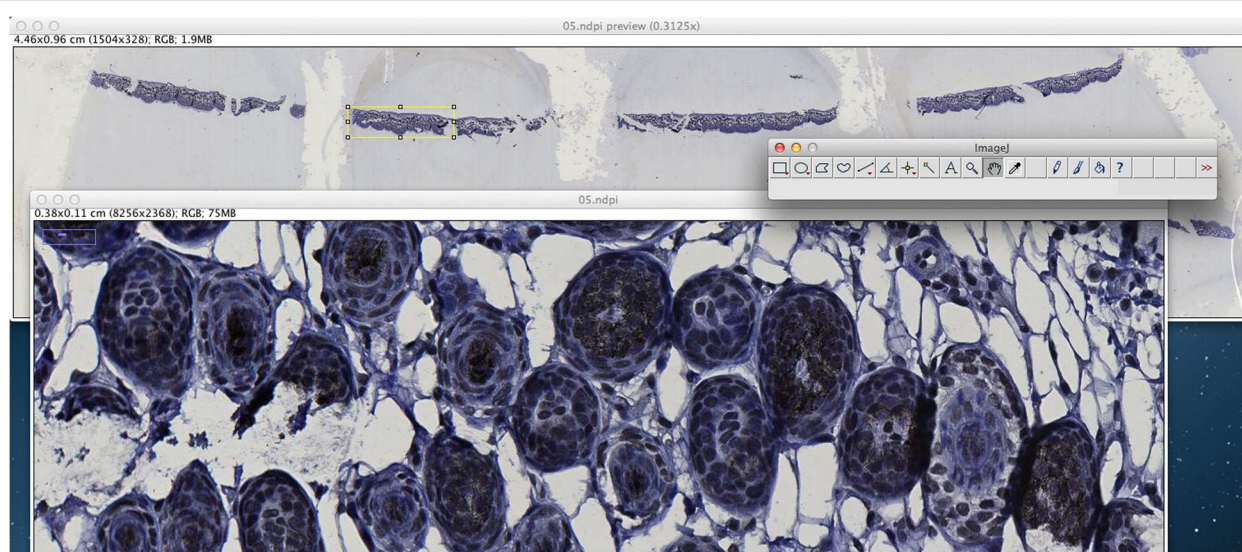 05.ndpi preview (0.3125x)
4.46x0.96 cm (1504x328); RGB; 1.9MB
ImageJ
A ?
>>
05.ndpi
0.38x0.11 cm (8256x2368); RGB; 75MB